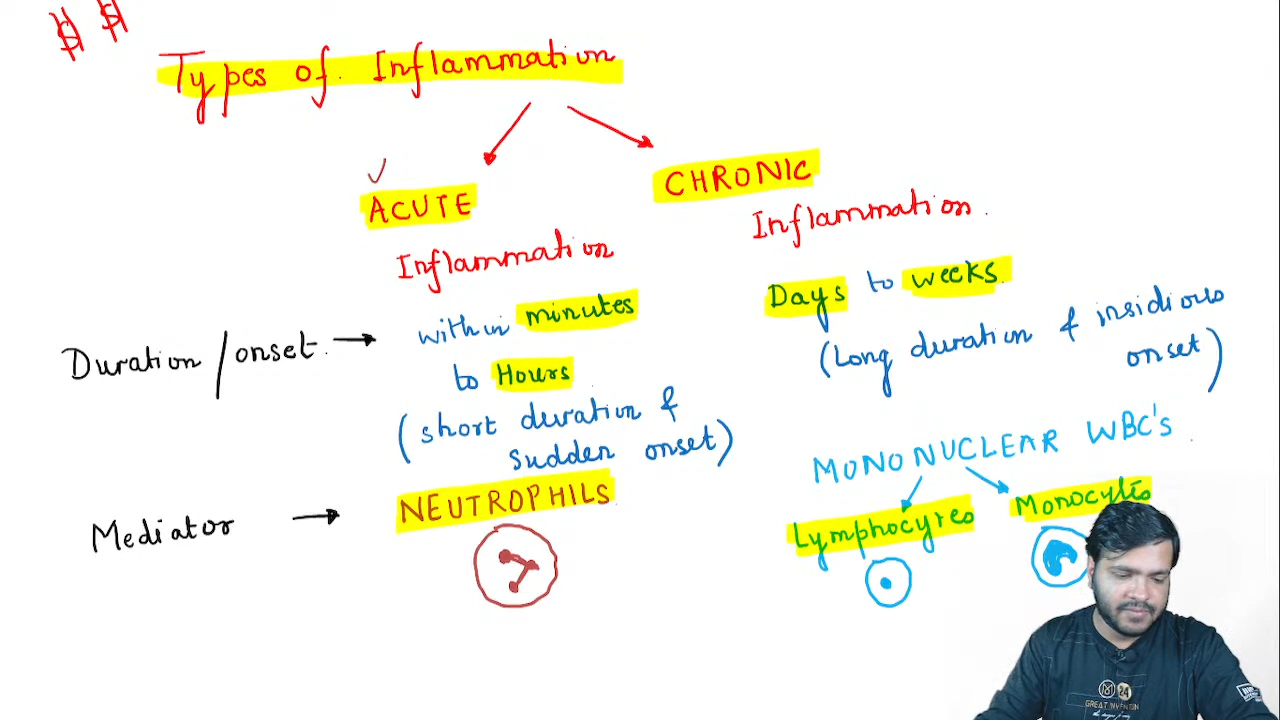 $ $
Types of Inflammation
ACUTE
Inflammation
CHRONIC
Inflammation.
Duration/onset.
within minutes
to Hours
(short duration &
sudden onset)
Days to weeks.
(Long duration & insidious
onset)
Mediator
NEUTROPHILS
MONONUCLEAR WBC's.
Lymphocytes
Monocytes
M 24